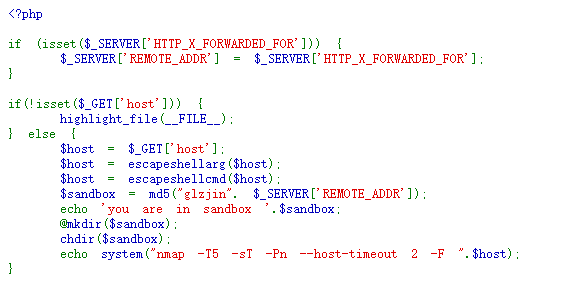 <?php
if (isset($_SERVER['HTTP_X_FORWARDED_FOR'])) {
$_SERVER['REMOTE_ADDR'] = $_SERVER['HTTP_X_FORWARDED_FOR'];
}
if(!isset($_GET['host'])) {
highlight_file(__FILE__);
} else {
$host = $_GET['host'];
$host = escapeshellarg($host);
$host = escapeshellcmd($host);
$sandbox = md5("glzjin". $_SERVER['REMOTE_ADDR']);
echo 'you are in sandbox '.$sandbox;
@mkdir($sandbox);
chdir($sandbox);
echo system("nmap -T5 -sT -Pn --host-timeout 2 -F ".$host);
}